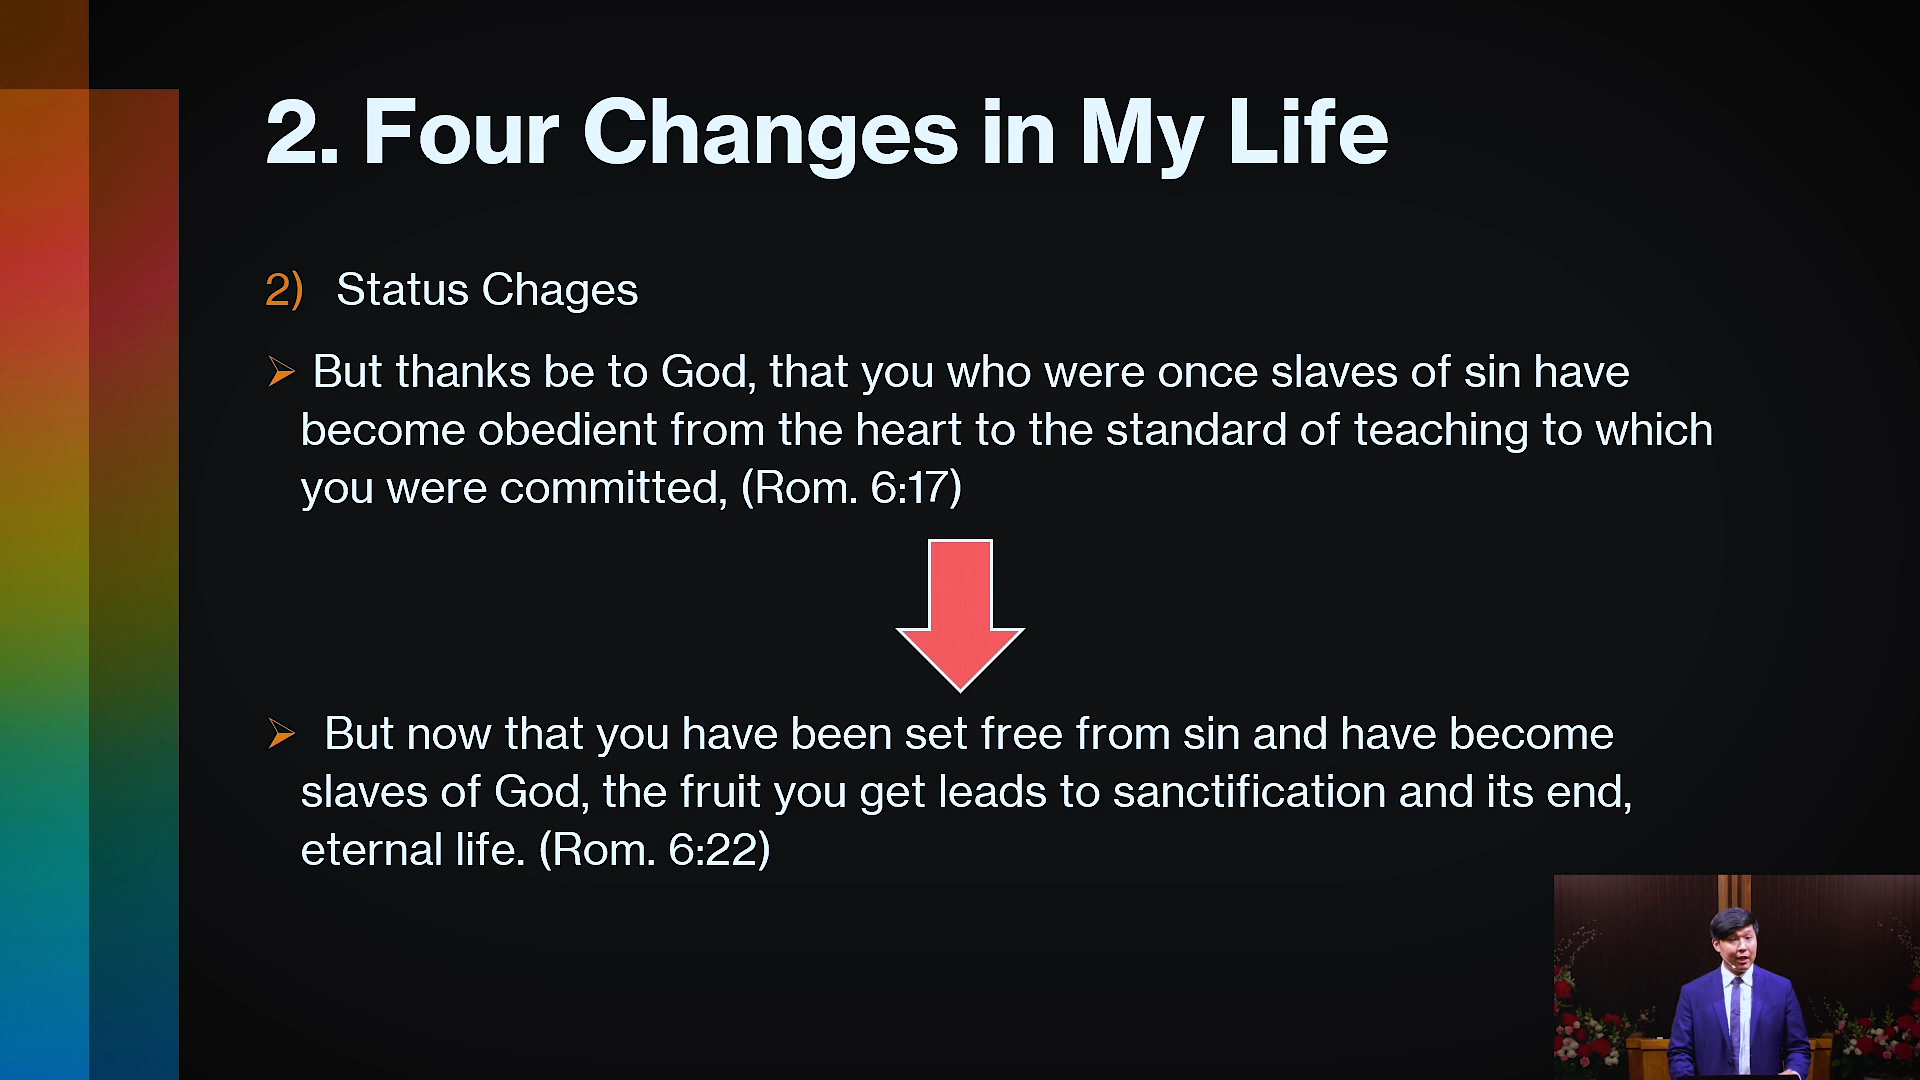 2. Four Changes in My Life
2) Status Chages
But thanks be to God, that you who were once slaves of sin have
become obedient from the heart to the standard of teaching to which
you were committed, (Rom. 6:17)
But now that you have been set free from sin and have become
slaves of God, the fruit you get leads to sanctification and its end,
eternal life. (Rom. 6:22)